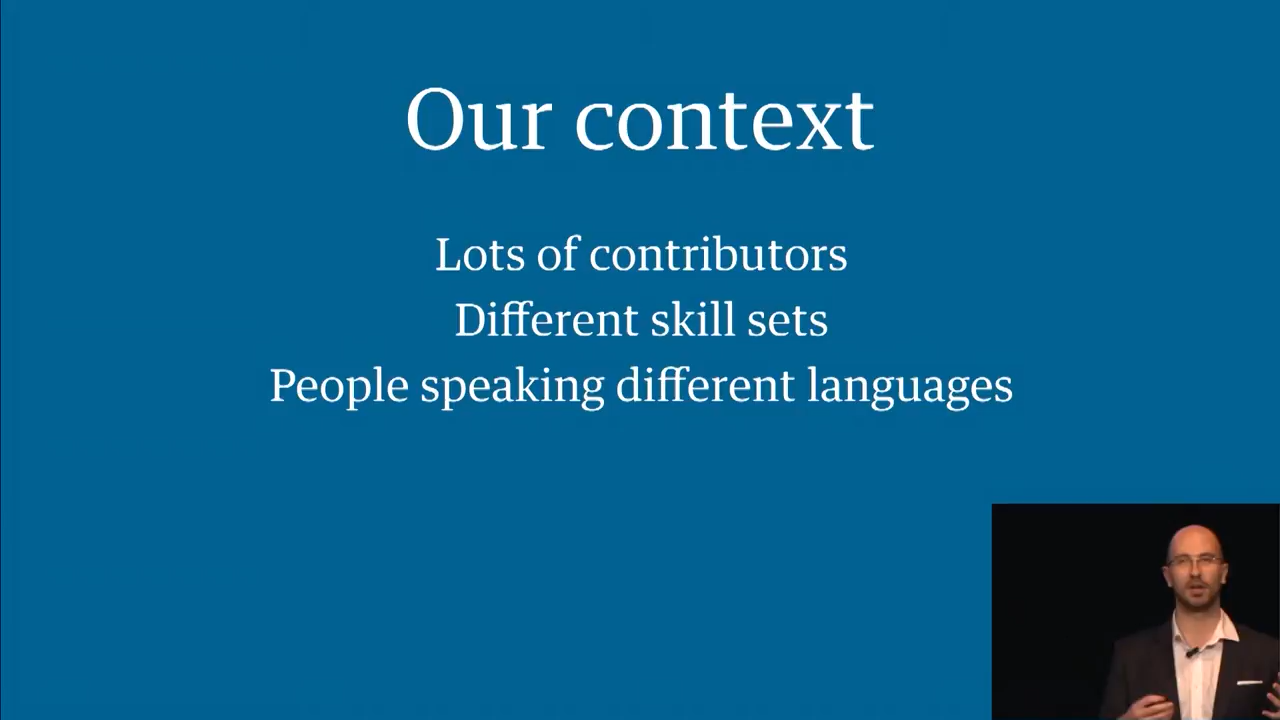 Our context
Lots of contributors
Different skill sets
People speaking different languages